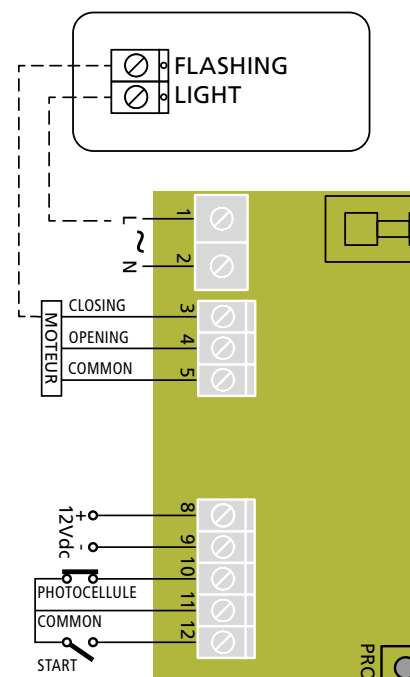 FLASHING
LIGHT
L 1
~
N 2
CLOSING 3
MOTEUR
OPENING 4
COMMON 5
+ 8
12Vdc
- 9
10
PHOTOCELLULE
11
COMMON
12
START
PRC